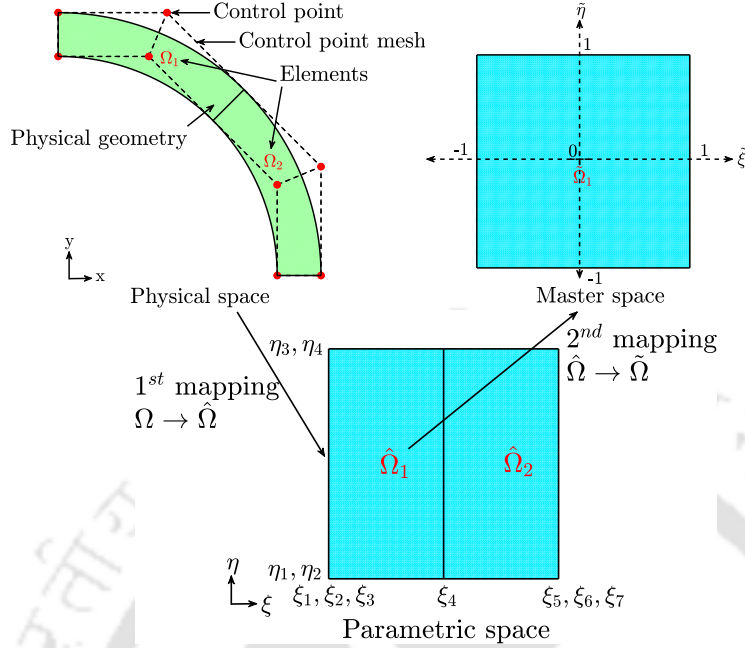 Control point
Control point mesh
Ω₁
Elements
Physical geometry
Ω₂
y
x
Physical space
η̃
1
-1
0
1
ξ̃
Ω̃₁
-1
Master space
1ˢᵗ mapping
Ω → Ω̂
2ⁿᵈ mapping
Ω̂ → Ω̃
η₃, η₄
Ω̂₁
Ω̂₂
η₁, η₂
η
ξ
ξ₁, ξ₂, ξ₃
ξ₄
ξ₅, ξ₆, ξ₇
Parametric space